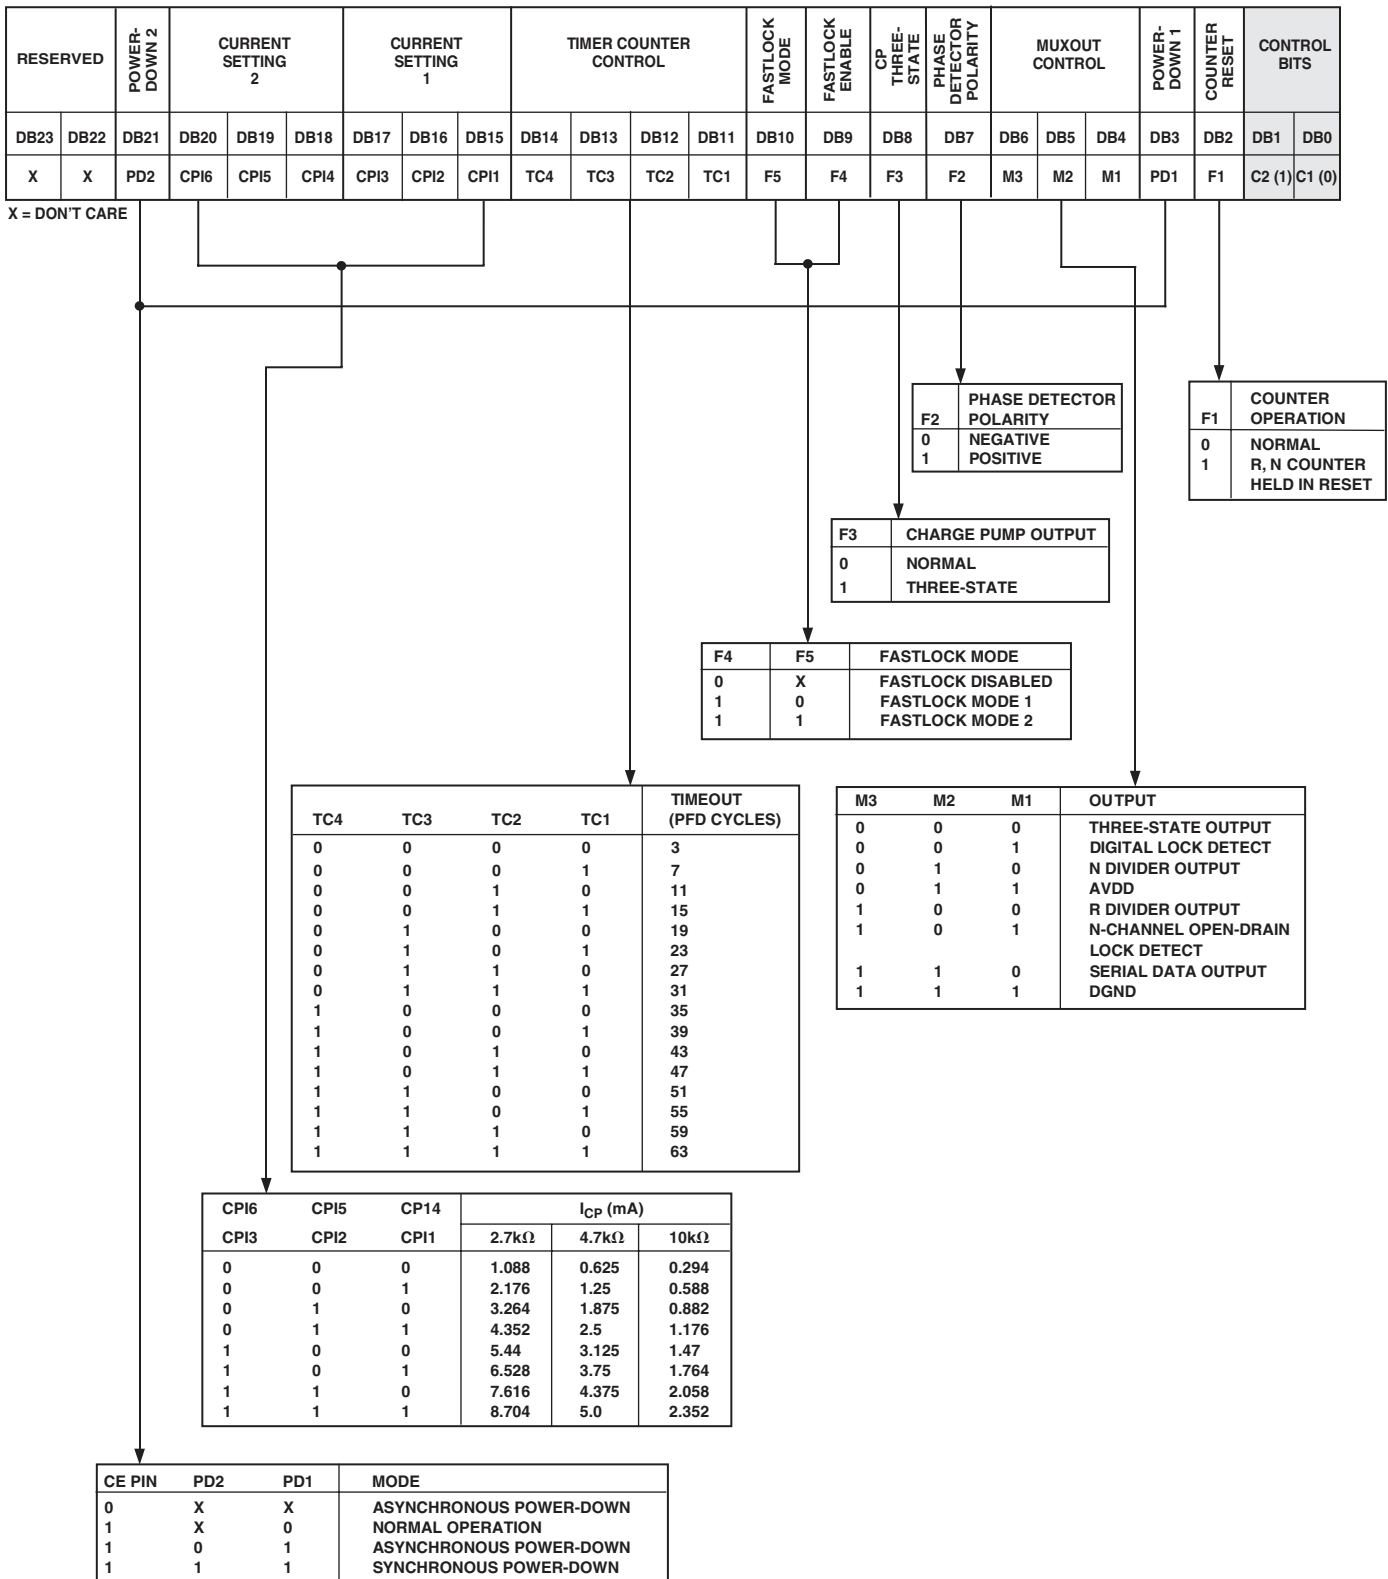 RESERVED
POWER-
DOWN 2
CURRENT
SETTING
2
CURRENT
SETTING
1
TIMER COUNTER
CONTROL
FASTLOCK
MODE
FASTLOCK
ENABLE
CP
THREE-
STATE
PHASE
DETECTOR
POLARITY
MUXOUT
CONTROL
POWER-
DOWN 1
COUNTER
RESET
CONTROL
BITS
DB23 DB22 DB21 DB20 DB19 DB18 DB17 DB16 DB15 DB14 DB13 DB12 DB11 DB10 DB9 DB8 DB7 DB6 DB5 DB4 DB3 DB2 DB1 DB0
X X PD2 CPI6 CPI5 CPI4 CPI3 CPI2 CPI1 TC4 TC3 TC2 TC1 F5 F4 F3 F2 M3 M2 M1 PD1 F1 C2 (1) C1 (0)
X = DON'T CARE
PHASE DETECTOR
F2 POLARITY
0 NEGATIVE
1 POSITIVE
COUNTER
F1 OPERATION
0 NORMAL
1 R, N COUNTER
HELD IN RESET
F3 CHARGE PUMP OUTPUT
0 NORMAL
1 THREE-STATE
F4 F5 FASTLOCK MODE
0 X FASTLOCK DISABLED
1 0 FASTLOCK MODE 1
1 1 FASTLOCK MODE 2
TIMEOUT
TC4 TC3 TC2 TC1 (PFD CYCLES)
0 0 0 0 3
0 0 0 1 7
0 0 1 0 11
0 0 1 1 15
0 1 0 0 19
0 1 0 1 23
0 1 1 0 27
0 1 1 1 31
1 0 0 0 35
1 0 0 1 39
1 0 1 0 43
1 0 1 1 47
1 1 0 0 51
1 1 0 1 55
1 1 1 0 59
1 1 1 1 63
M3 M2 M1 OUTPUT
0 0 0 THREE-STATE OUTPUT
0 0 1 DIGITAL LOCK DETECT
0 1 0 N DIVIDER OUTPUT
0 1 1 AVDD
1 0 0 R DIVIDER OUTPUT
1 0 1 N-CHANNEL OPEN-DRAIN
LOCK DETECT
1 1 0 SERIAL DATA OUTPUT
1 1 1 DGND
CPI6 CPI5 CP14 ICP (mA)
CPI3 CPI2 CPI1 2.7kΩ 4.7kΩ 10kΩ
0 0 0 1.088 0.625 0.294
0 0 1 2.176 1.25 0.588
0 1 0 3.264 1.875 0.882
0 1 1 4.352 2.5 1.176
1 0 0 5.44 3.125 1.47
1 0 1 6.528 3.75 1.764
1 1 0 7.616 4.375 2.058
1 1 1 8.704 5.0 2.352
CE PIN PD2 PD1 MODE
0 X X ASYNCHRONOUS POWER-DOWN
1 X 0 NORMAL OPERATION
1 0 1 ASYNCHRONOUS POWER-DOWN
1 1 1 SYNCHRONOUS POWER-DOWN